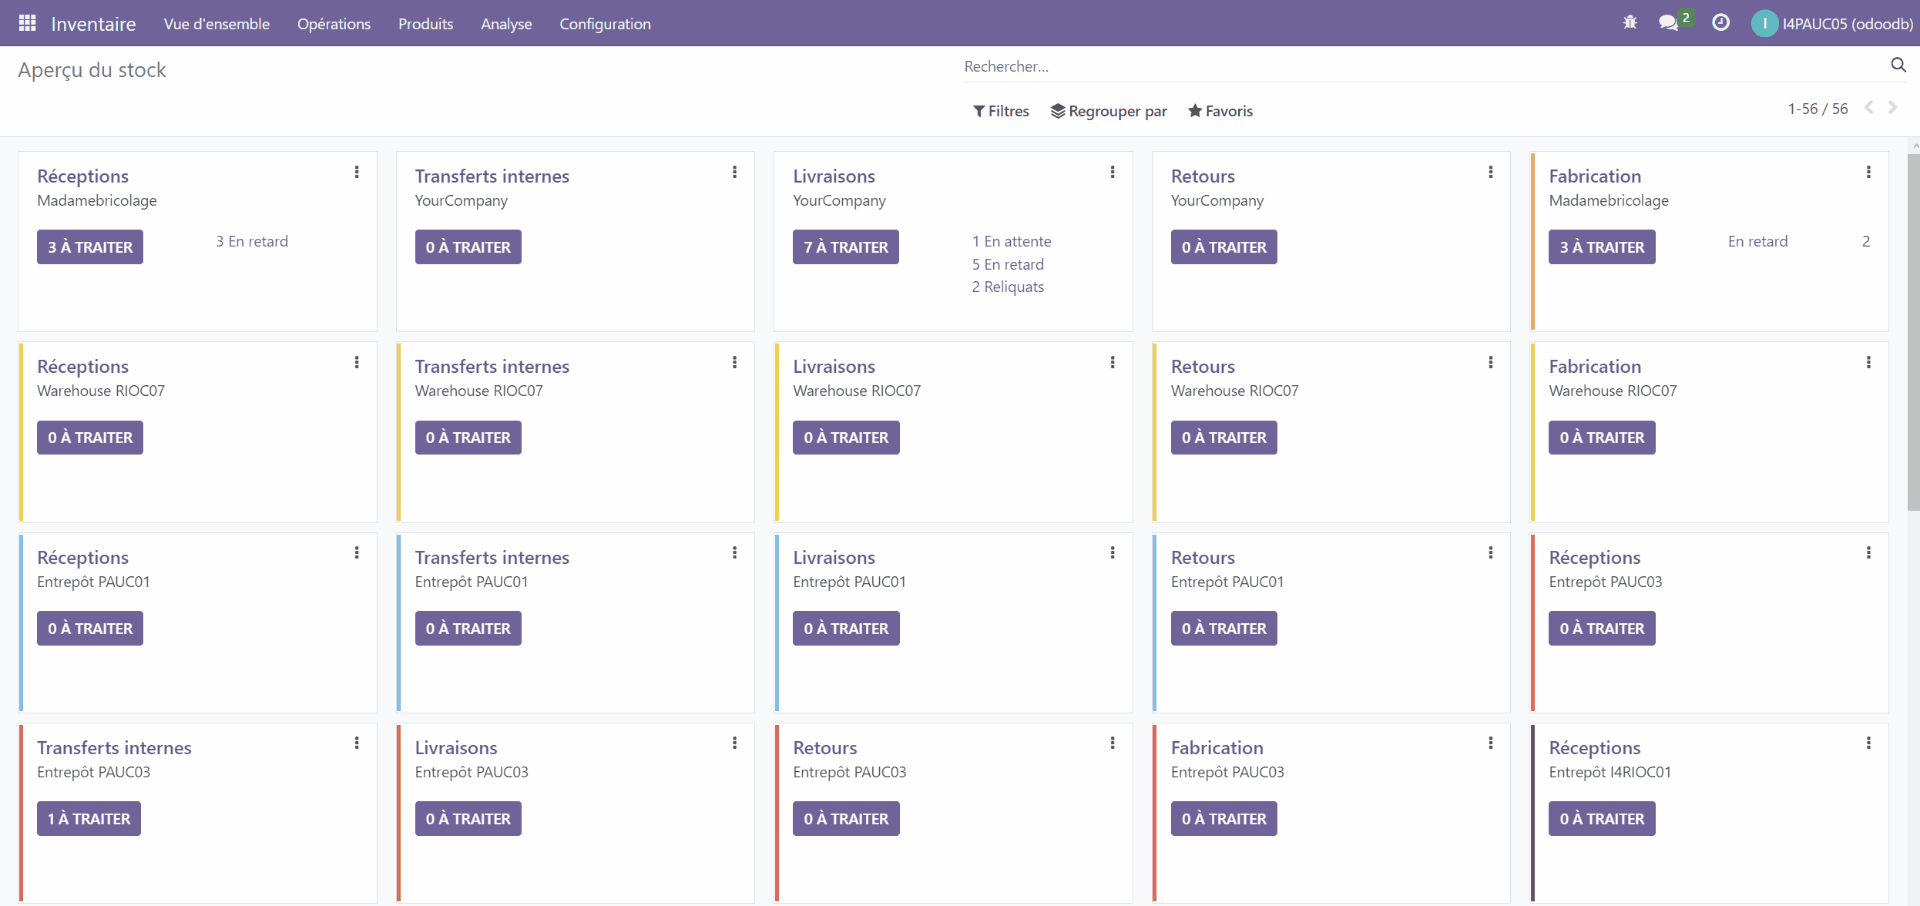 Inventaire Vue d'ensemble Opérations Produits Analyse Configuration 2 I I4PAUC05 (odoodb)
Aperçu du stock
Rechercher...
Filtres Regrouper par Favoris 1-56 / 56
Réceptions
Madamebricolage
3 À TRAITER
3 En retard
Transferts internes
YourCompany
0 À TRAITER
Livraisons
YourCompany
7 À TRAITER
1 En attente
5 En retard
2 Reliquats
Retours
YourCompany
0 À TRAITER
Fabrication
Madamebricolage
3 À TRAITER
En retard 2
Réceptions
Warehouse RIOC07
0 À TRAITER
Transferts internes
Warehouse RIOC07
0 À TRAITER
Livraisons
Warehouse RIOC07
0 À TRAITER
Retours
Warehouse RIOC07
0 À TRAITER
Fabrication
Warehouse RIOC07
0 À TRAITER
Réceptions
Entrepôt PAUC01
0 À TRAITER
Transferts internes
Entrepôt PAUC01
0 À TRAITER
Livraisons
Entrepôt PAUC01
0 À TRAITER
Retours
Entrepôt PAUC01
0 À TRAITER
Réceptions
Entrepôt PAUC03
0 À TRAITER
Transferts internes
Entrepôt PAUC03
1 À TRAITER
Livraisons
Entrepôt PAUC03
0 À TRAITER
Retours
Entrepôt PAUC03
0 À TRAITER
Fabrication
Entrepôt PAUC03
0 À TRAITER
Réceptions
Entrepôt I4RIOC01
0 À TRAITER